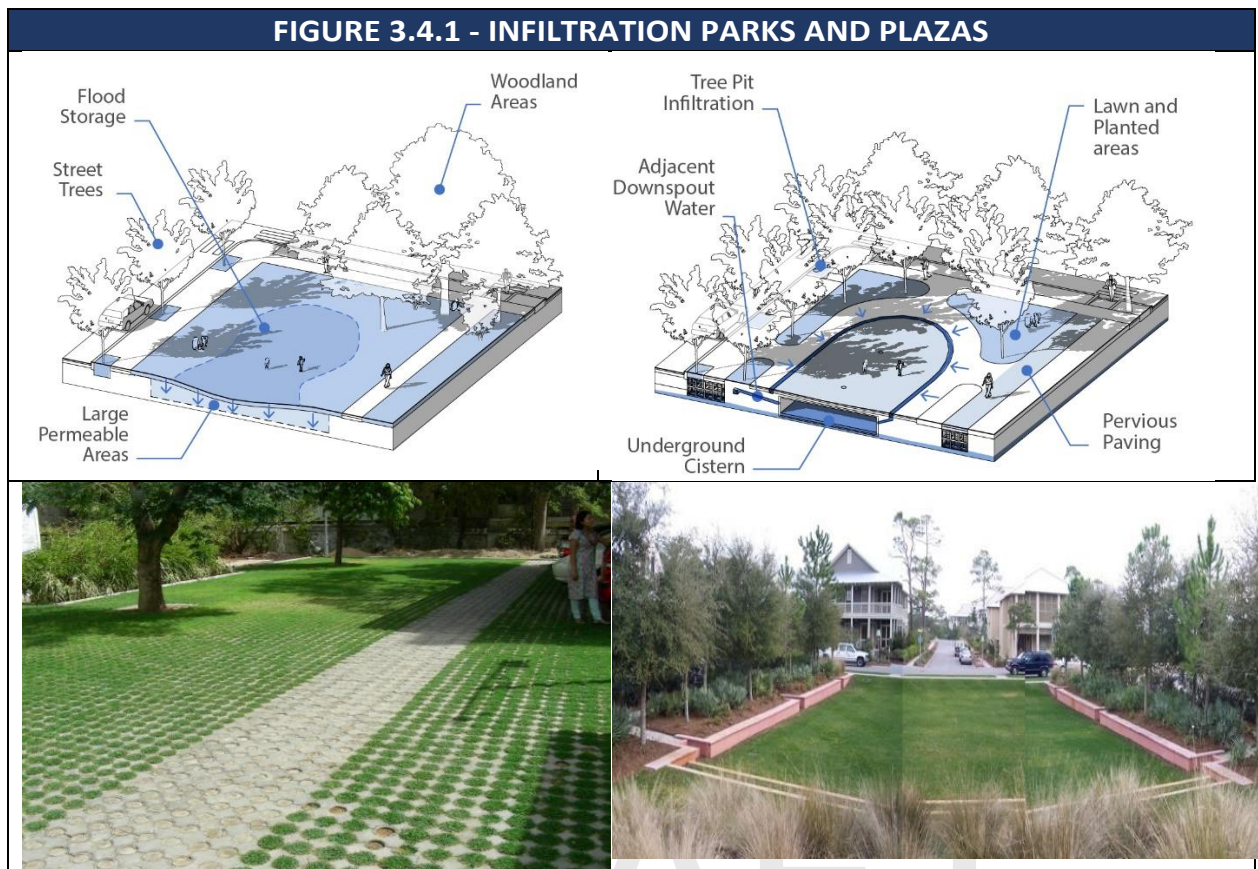 FIGURE 3.4.1 - INFILTRATION PARKS AND PLAZAS
Flood
Storage
Woodland
Areas
Street
Trees
Large
Permeable
Areas
Tree Pit
Infiltration
Lawn and
Planted
areas
Adjacent
Downspout
Water
Underground
Cistern
Pervious
Paving